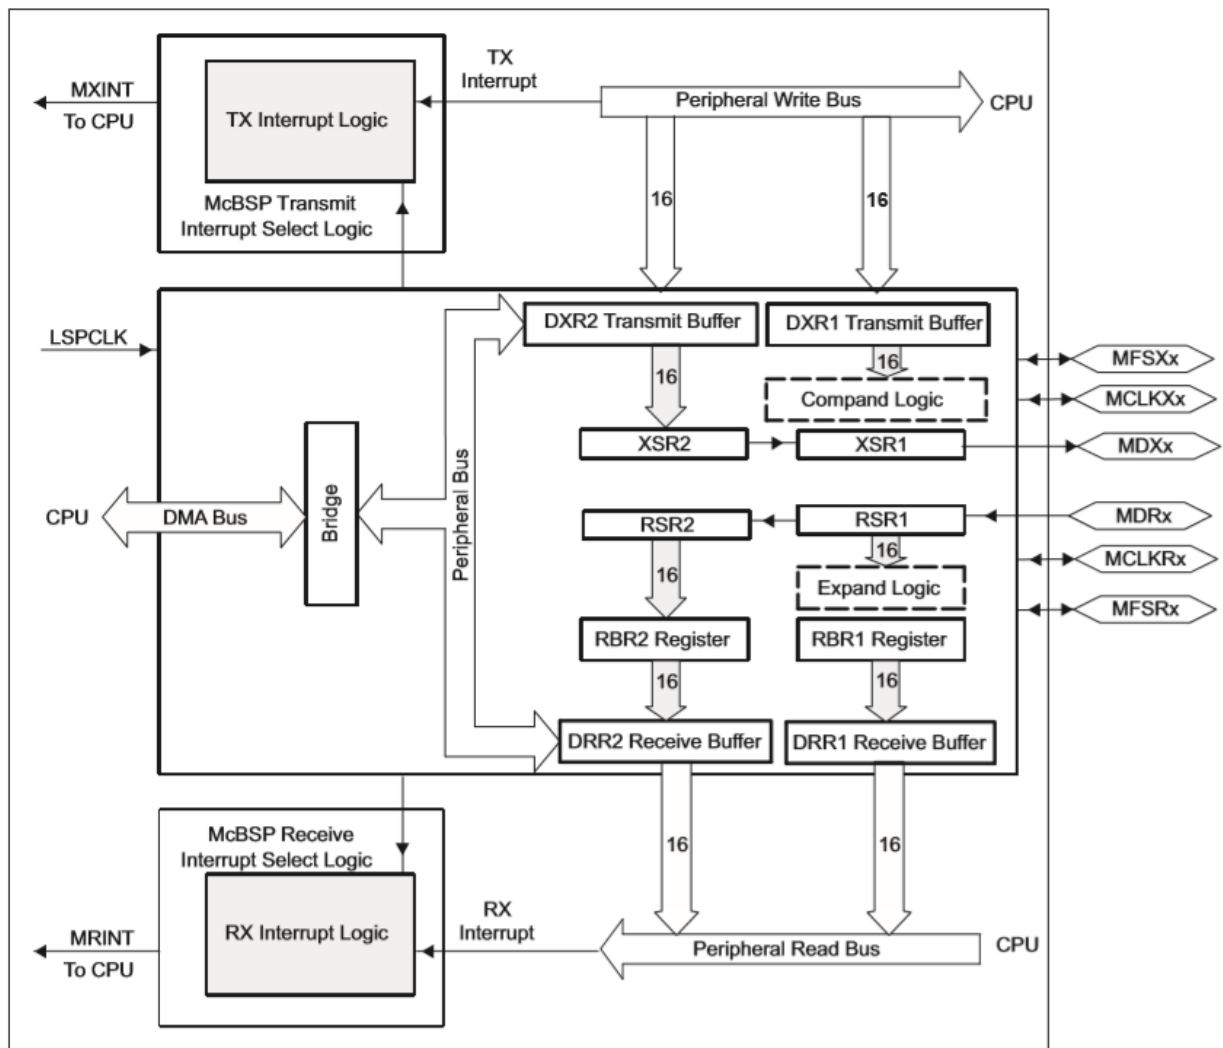 TX
Interrupt
MXINT
To CPU
TX Interrupt Logic
Peripheral Write Bus
CPU
McBSP Transmit
Interrupt Select Logic
16
16
LSPCLK
DXR2 Transmit Buffer
DXR1 Transmit Buffer
16
16
Compand Logic
XSR2
XSR1
MFSXx
MCLKXx
MDXx
CPU
DMA Bus
Bridge
Peripheral Bus
RSR2
RSR1
16
16
Expand Logic
MDRx
MCLKRx
MFSRx
RBR2 Register
RBR1 Register
16
16
DRR2 Receive Buffer
DRR1 Receive Buffer
16
16
McBSP Receive
Interrupt Select Logic
RX Interrupt Logic
RX
Interrupt
MRINT
To CPU
Peripheral Read Bus
CPU